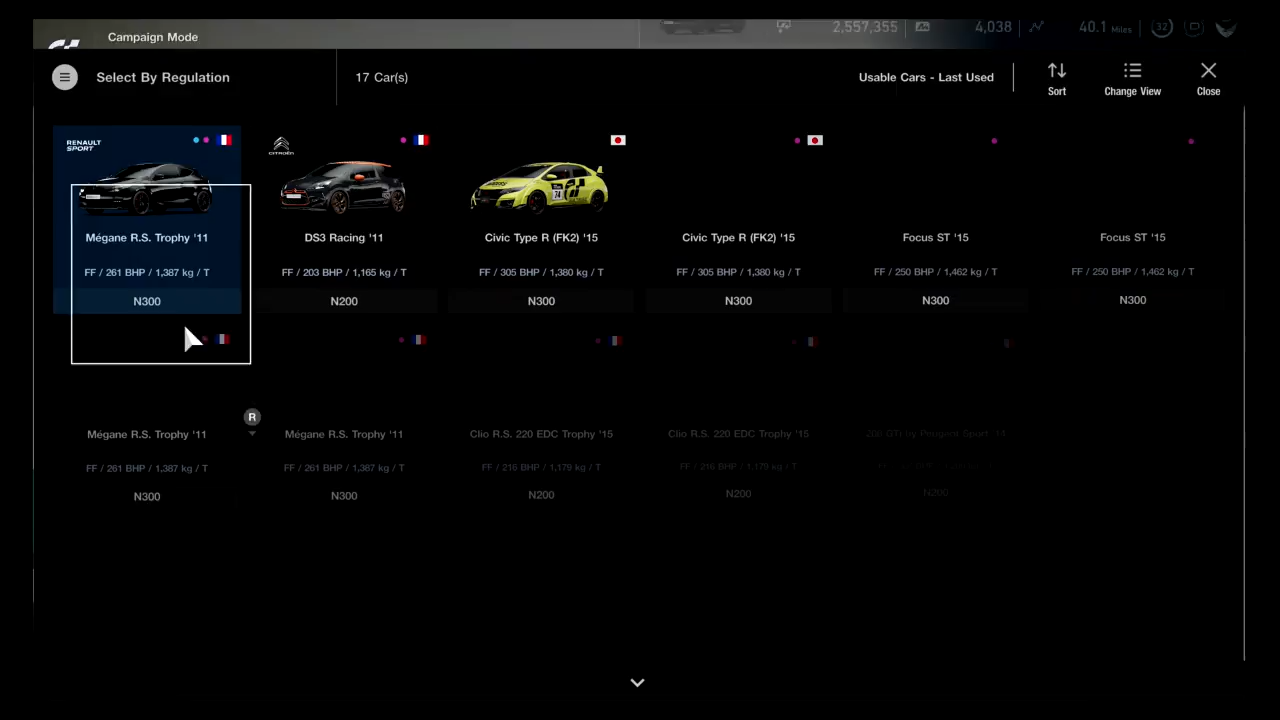 Campaign Mode
2,557,355 4,038 40.1 Miles 32
Select By Regulation 17 Car(s) Usable Cars - Last Used Sort Change View Close
RENAULT SPORT CITROËN
Mégane R.S. Trophy '11 DS3 Racing '11 Civic Type R (FK2) '15 Civic Type R (FK2) '15 Focus ST '15 Focus ST '15
FF / 261 BHP / 1,387 kg / T FF / 203 BHP / 1,165 kg / T FF / 305 BHP / 1,380 kg / T FF / 305 BHP / 1,380 kg / T FF / 250 BHP / 1,462 kg / T FF / 250 BHP / 1,462 kg / T
N300 N200 N300 N300 N300 N300
R
Mégane R.S. Trophy '11 Mégane R.S. Trophy '11 Clio R.S. 220 EDC Trophy '15 Clio R.S. 220 EDC Trophy '15 208 GTi by Peugeot Sport '14
FF / 261 BHP / 1,387 kg / T FF / 261 BHP / 1,387 kg / T FF / 216 BHP / 1,179 kg / T FF / 216 BHP / 1,179 kg / T
N300 N300 N200 N200 N200